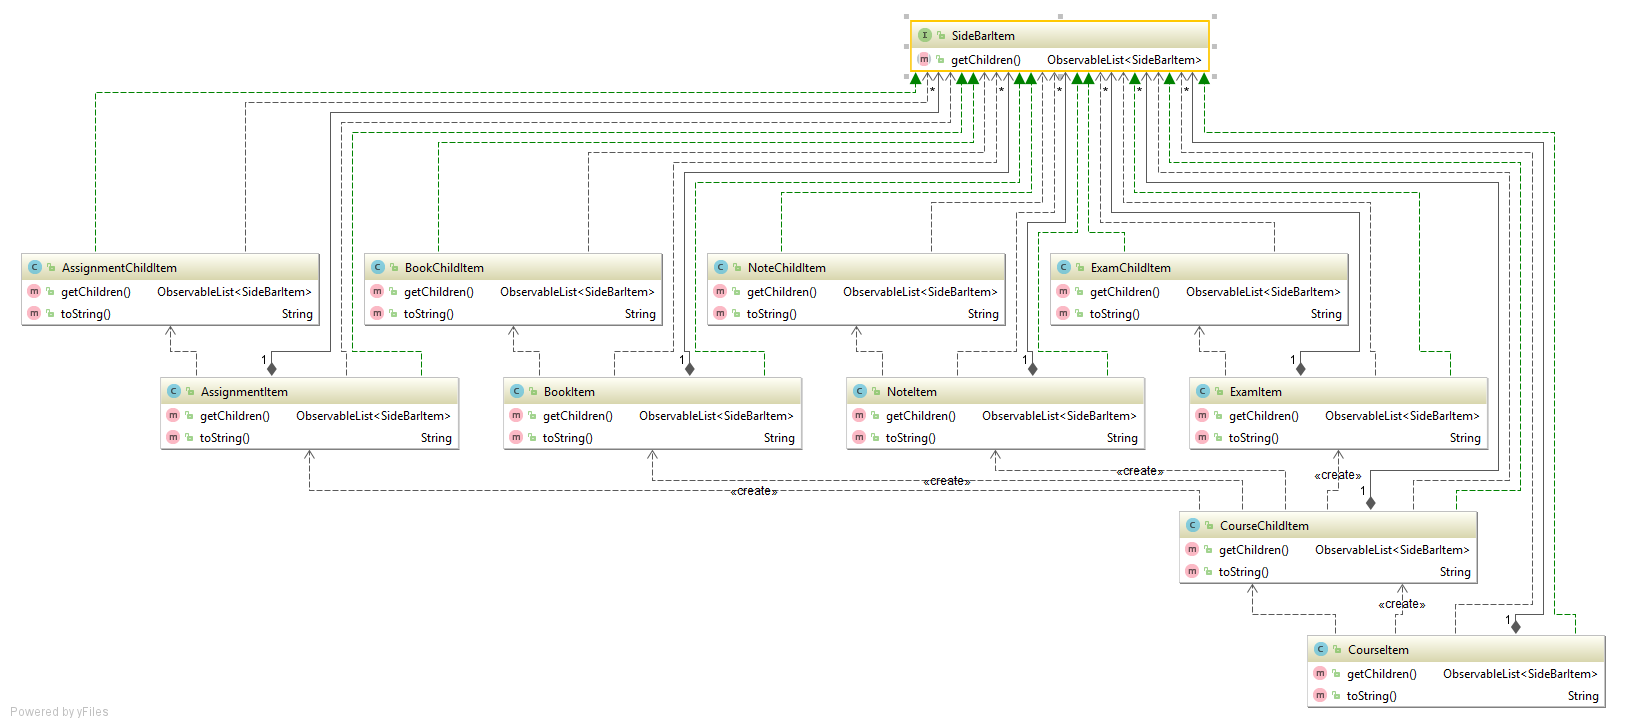 SideBarItem
getChildren() ObservableList<SideBarItem>
* * * * *
AssignmentChildItem
getChildren() ObservableList<SideBarItem>
toString() String
BookChildItem
getChildren() ObservableList<SideBarItem>
toString() String
NoteChildItem
getChildren() ObservableList<SideBarItem>
toString() String
ExamChildItem
getChildren() ObservableList<SideBarItem>
toString() String
1 1 1 1
AssignmentItem
getChildren() ObservableList<SideBarItem>
toString() String
BookItem
getChildren() ObservableList<SideBarItem>
toString() String
NoteItem
getChildren() ObservableList<SideBarItem>
toString() String
ExamItem
getChildren() ObservableList<SideBarItem>
toString() String
«create»
«create»
«create»
«create»
1
CourseChildItem
getChildren() ObservableList<SideBarItem>
toString() String
«create»
1
CourseItem
getChildren() ObservableList<SideBarItem>
toString() String
Powered by yFiles